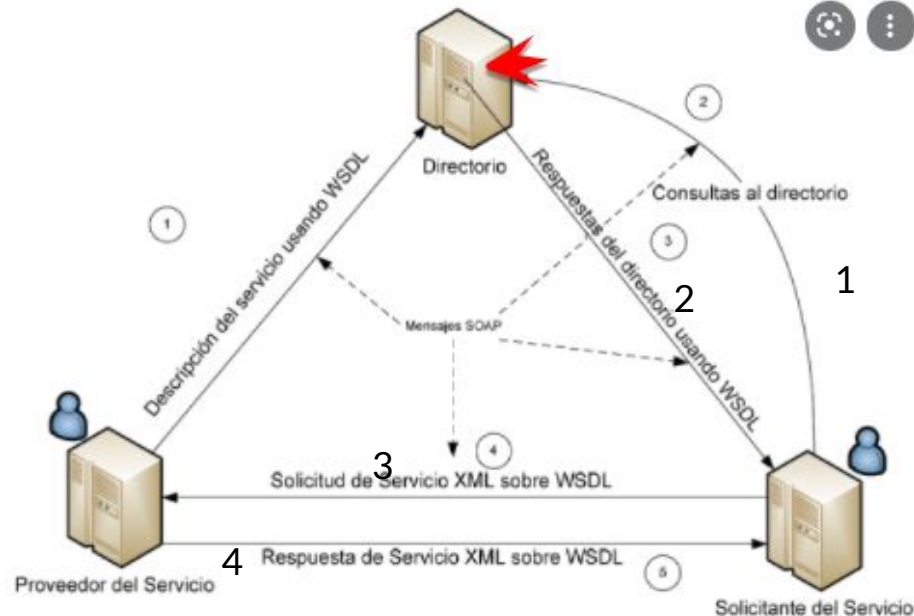 Directorio
2
Consultas al directorio
Respuestas del directorio usando WSDL
3
2
1
1
Descripción del servicio usando WSDL
Mensajes SOAP
4
3
Solicitud de Servicio XML sobre WSDL
4
Respuesta de Servicio XML sobre WSDL
5
Proveedor del Servicio
Solicitante del Servicio